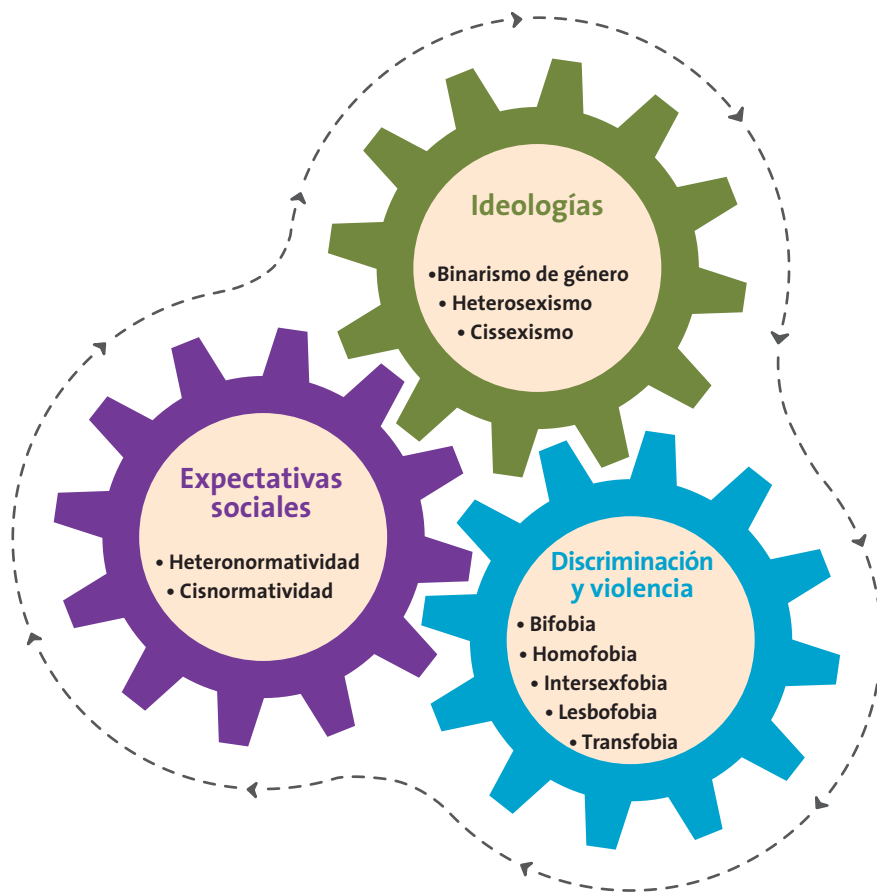 Ideologías
•Binarismo de género
• Heterosexismo
• Cissexismo
Expectativas
sociales
• Heteronormatividad
• Cisnormatividad
Discriminación
y violencia
• Bifobia
• Homofobia
• Intersexfobia
• Lesbofobia
• Transfobia